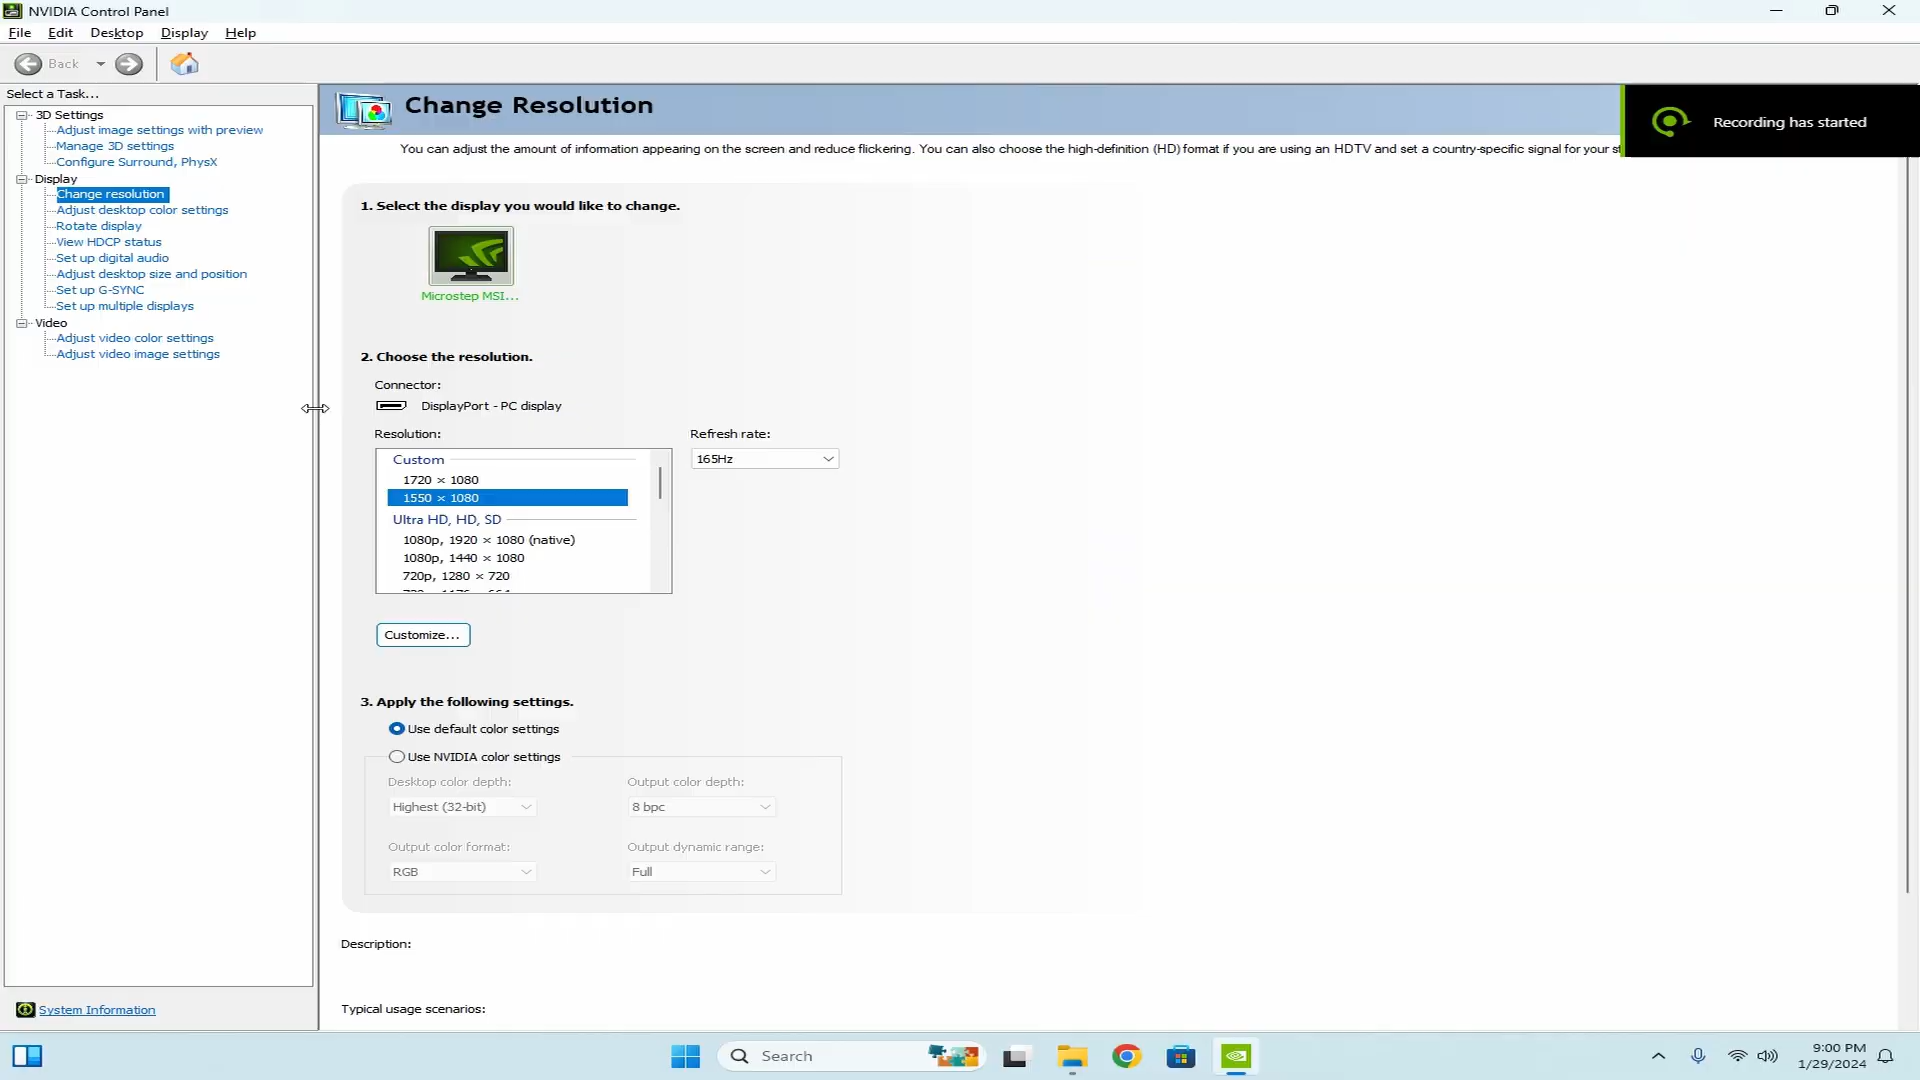 NVIDIA Control Panel
File Edit Desktop Display Help
Back
Select a Task...
3D Settings
Adjust image settings with preview
Manage 3D settings
Configure Surround, PhysX
Display
Change resolution
Adjust desktop color settings
Rotate display
View HDCP status
Set up digital audio
Adjust desktop size and position
Set up G-SYNC
Set up multiple displays
Video
Adjust video color settings
Adjust video image settings
System Information
Change Resolution
Recording has started
You can adjust the amount of information appearing on the screen and reduce flickering. You can also choose the high-definition (HD) format if you are using an HDTV and set a country-specific signal for your
1. Select the display you would like to change.
Microstep MSI...
2. Choose the resolution.
Connector:
DisplayPort - PC display
Resolution:
Refresh rate:
165Hz
Custom
1720 × 1080
1550 × 1080
Ultra HD, HD, SD
1080p, 1920 × 1080 (native)
1080p, 1440 × 1080
720p, 1280 × 720
Customize...
3. Apply the following settings.
Use default color settings
Use NVIDIA color settings
Desktop color depth:
Output color depth:
Highest (32-bit)
8 bpc
Output color format:
Output dynamic range:
RGB
Full
Description:
Typical usage scenarios:
Search
9:00 PM
1/29/2024